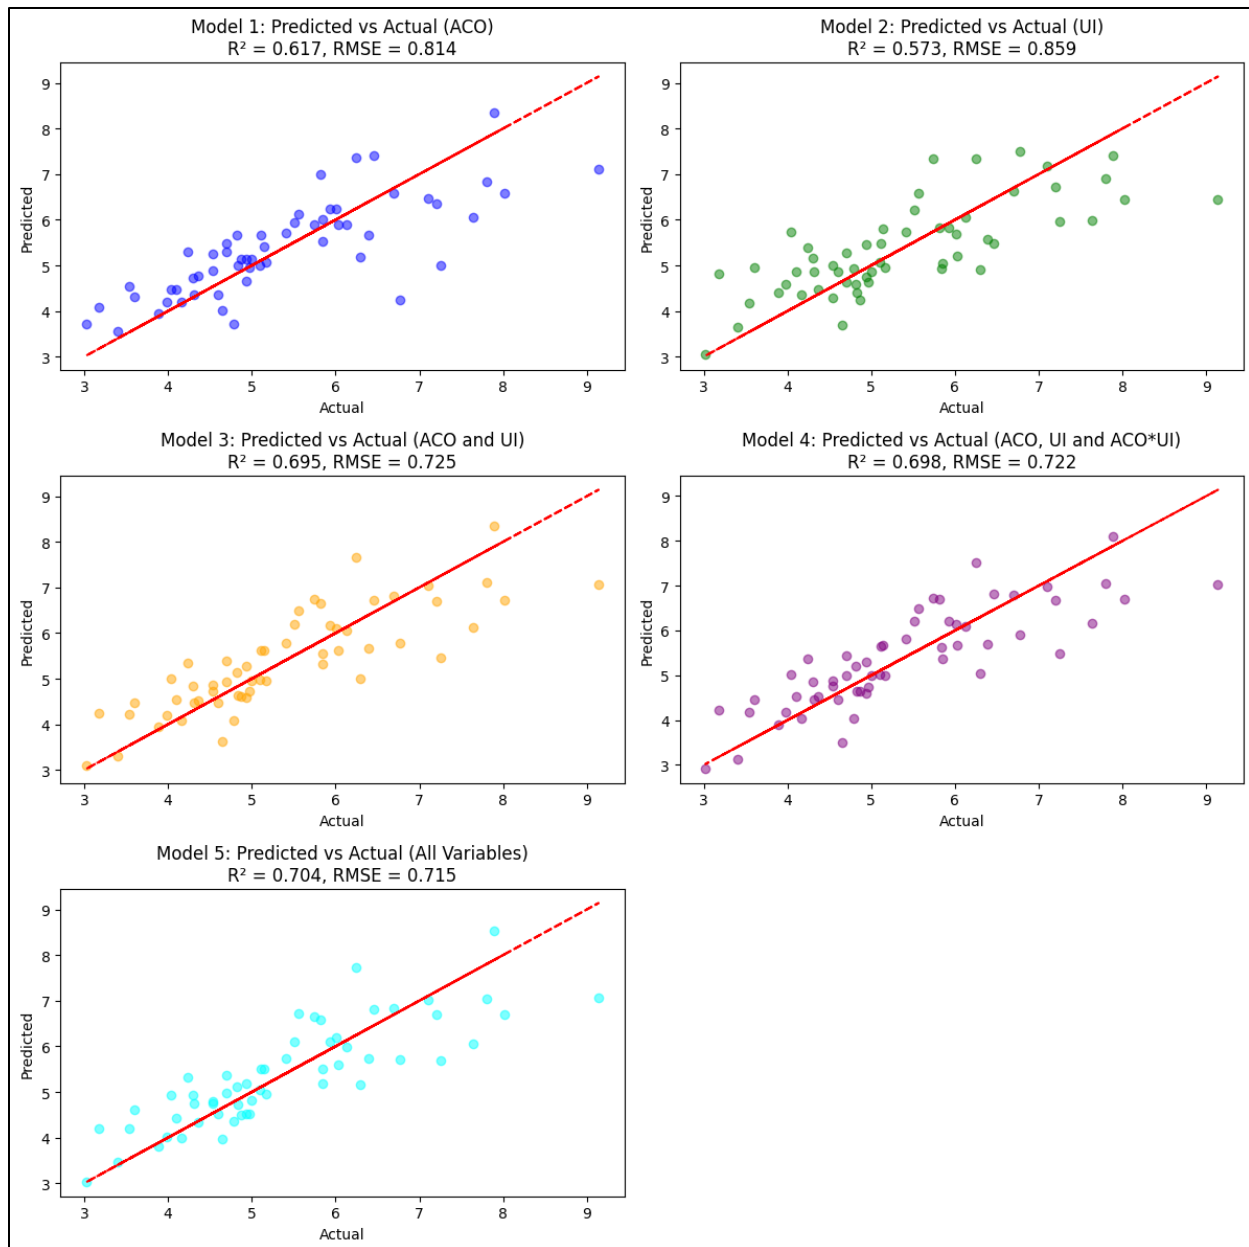 Model 1: Predicted vs Actual (ACO)
R² = 0.617, RMSE = 0.814
9
8
7
6
5
4
3
Predicted
3 4 5 6 7 8 9
Actual
Model 2: Predicted vs Actual (UI)
R² = 0.573, RMSE = 0.859
9
8
7
6
5
4
3
Predicted
3 4 5 6 7 8 9
Actual
Model 3: Predicted vs Actual (ACO and UI)
R² = 0.695, RMSE = 0.725
9
8
7
6
5
4
3
Predicted
3 4 5 6 7 8 9
Actual
Model 4: Predicted vs Actual (ACO, UI and ACO*UI)
R² = 0.698, RMSE = 0.722
9
8
7
6
5
4
3
Predicted
3 4 5 6 7 8 9
Actual
Model 5: Predicted vs Actual (All Variables)
R² = 0.704, RMSE = 0.715
9
8
7
6
5
4
3
Predicted
3 4 5 6 7 8 9
Actual